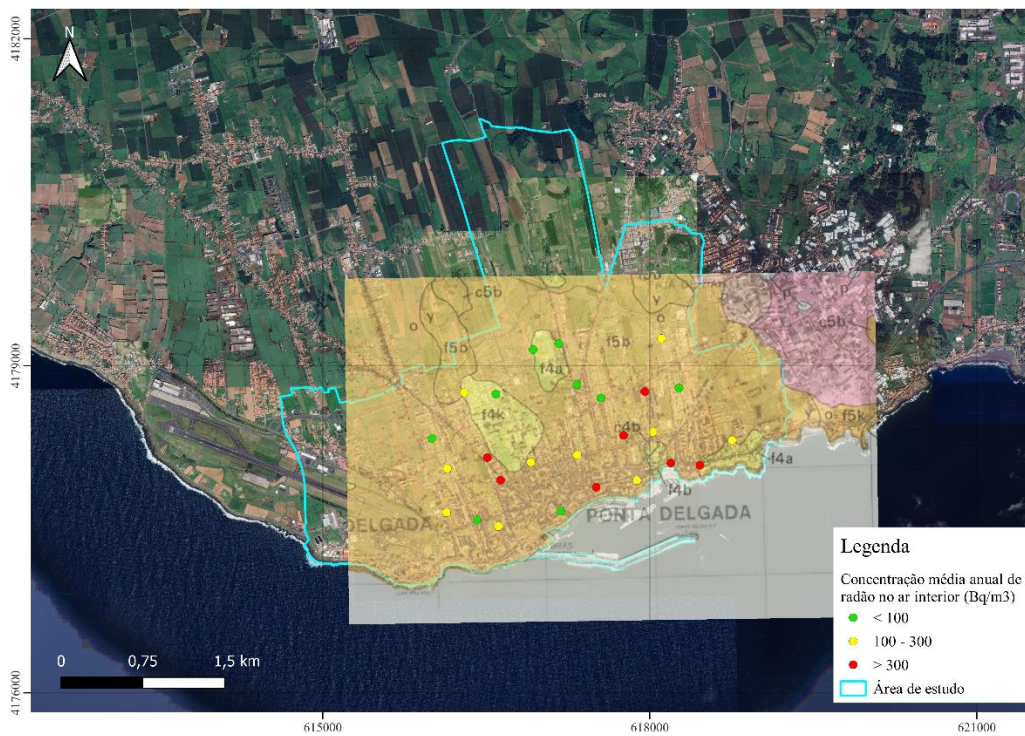 4182000
N
c5b
o
y
f5b
f5b
y
o
p
p
c5b
4179000
f4a
f4k
c4b
y
o
f5k
f4a
f4b
DELGADA
PONTA DELGADA
Legenda
Concentração média anual de
radão no ar interior (Bq/m3)
< 100
100 - 300
> 300
Área de estudo
0 0,75 1,5 km
4176000
615000 618000 621000